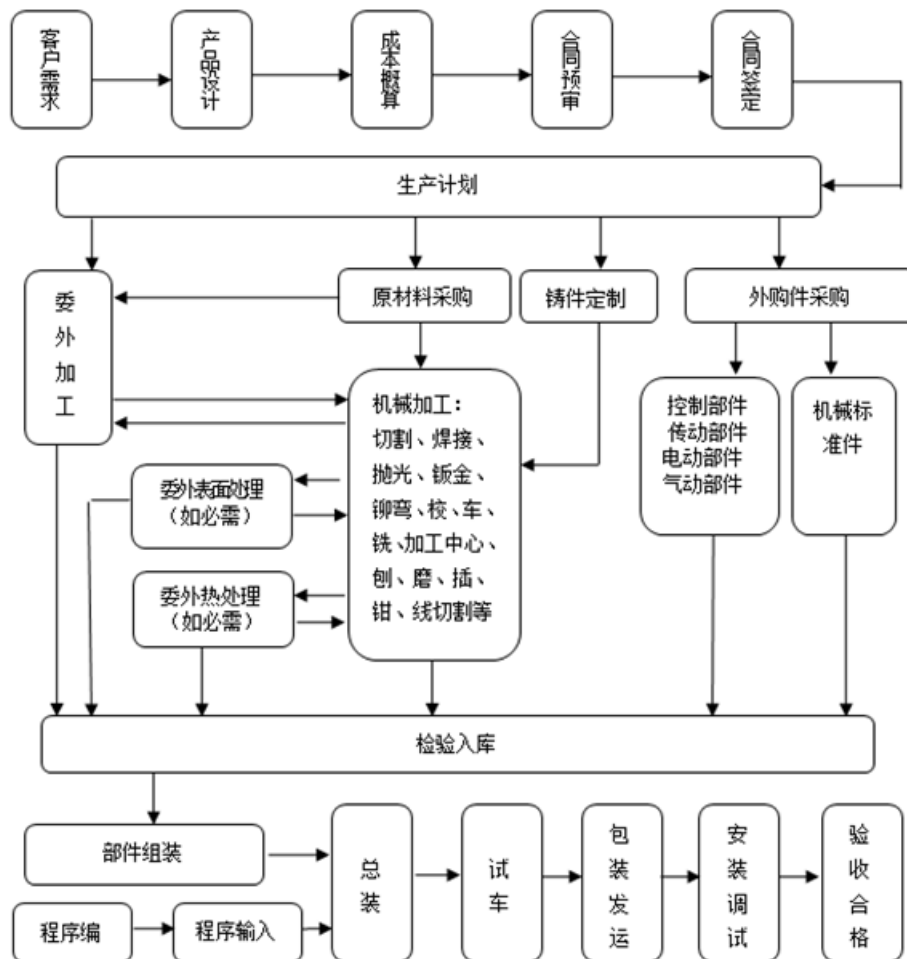 客户需求
产品设计
成本概算
合同预审
合同签定
生产计划
委外加工
原材料采购
铸件定制
外购件采购
机械加工：
切割、焊接、
抛光、钣金、
铆弯、校、车、
铣、加工中心、
刨、磨、插、
钳、线切割等
控制部件
传动部件
电动部件
气动部件
机械标
准件
委外表面处理
（如必需）
委外热处理
（如必需）
检验入库
部件组装
总装
试车
包装发运
安装调试
验收合格
程序编
程序输入